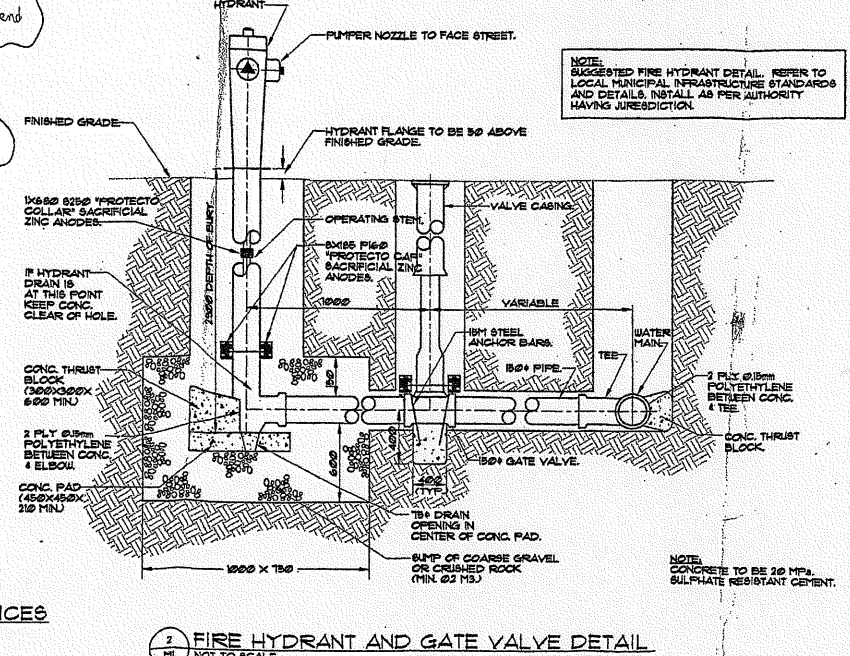 end
HYDRANT
PUMPER NOZZLE TO FACE STREET.
NOTE:
SUGGESTED FIRE HYDRANT DETAIL. REFER TO
LOCAL MUNICIPAL INFRASTRUCTURE STANDARDS
AND DETAILS, INSTALL AS PER AUTHORITY
HAVING JURESDICTION.
FINISHED GRADE
HYDRANT FLANGE TO BE 50 ABOVE
FINISHED GRADE.
VALVE CASING.
OPERATING STEM.
"PROTECTO
COLLAR" SACRIFICIAL
ZINC ANODES.
"PROTECTO CAP"
SACRIFICIAL ZINC
ANODES.
DEPTH OF BURY
IF HYDRANT
DRAIN IS
AT THIS POINT
KEEP CONC.
CLEAR OF HOLE.
1000
VARIABLE
15M STEEL
ANCHOR BARS.
WATER
MAIN
150ø PIPE.
TEE
CONC. THRUST
BLOCK
(300X300X
600 MIN)
150
2 PLY 0.15mm
POLYETHYLENE
BETWEEN CONC.
& TEE.
2 PLY 0.15mm
POLYETHYLENE
BETWEEN CONC.
& ELBOW.
400
600
CONC. THRUST
BLOCK.
150ø GATE VALVE.
CONC. PAD
(450X450X
210 MIN)
(TYP)
75ø DRAIN
OPENING IN
CENTER OF CONC. PAD.
SUMP OF COARSE GRAVEL
OR CRUSHED ROCK
(MIN. 0.2 M3)
1000 X 750
NOTE:
CONCRETE TO BE 20 MPa.
SULPHATE RESISTANT CEMENT.
ICES
2
FIRE HYDRANT AND GATE VALVE DETAIL
NOT TO SCALE